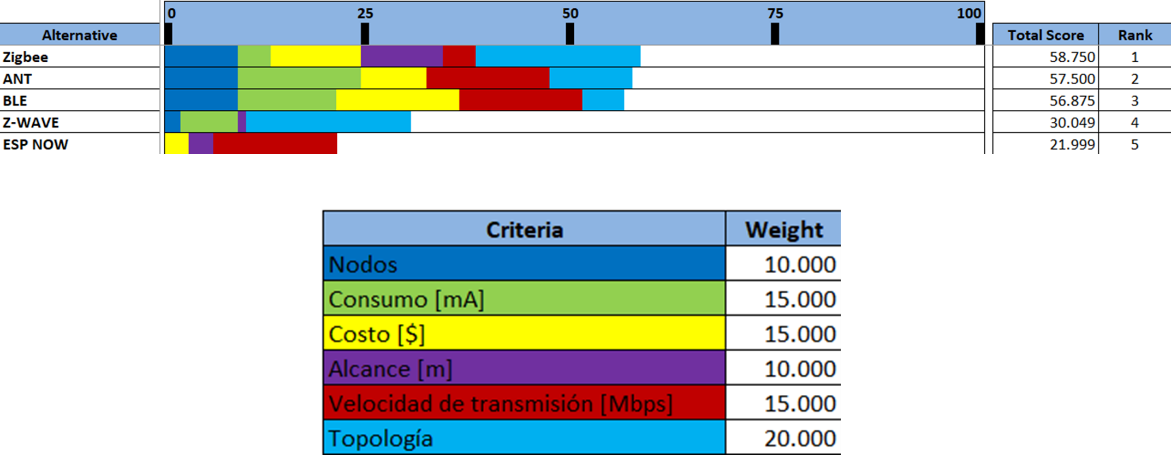 0 25 50 75 100
Alternative Total Score Rank
Zigbee 58.750 1
ANT 57.500 2
BLE 56.875 3
Z-WAVE 30.049 4
ESP NOW 21.999 5
Criteria Weight
Nodos 10.000
Consumo [mA] 15.000
Costo [$] 15.000
Alcance [m] 10.000
Velocidad de transmisión [Mbps] 15.000
Topología 20.000